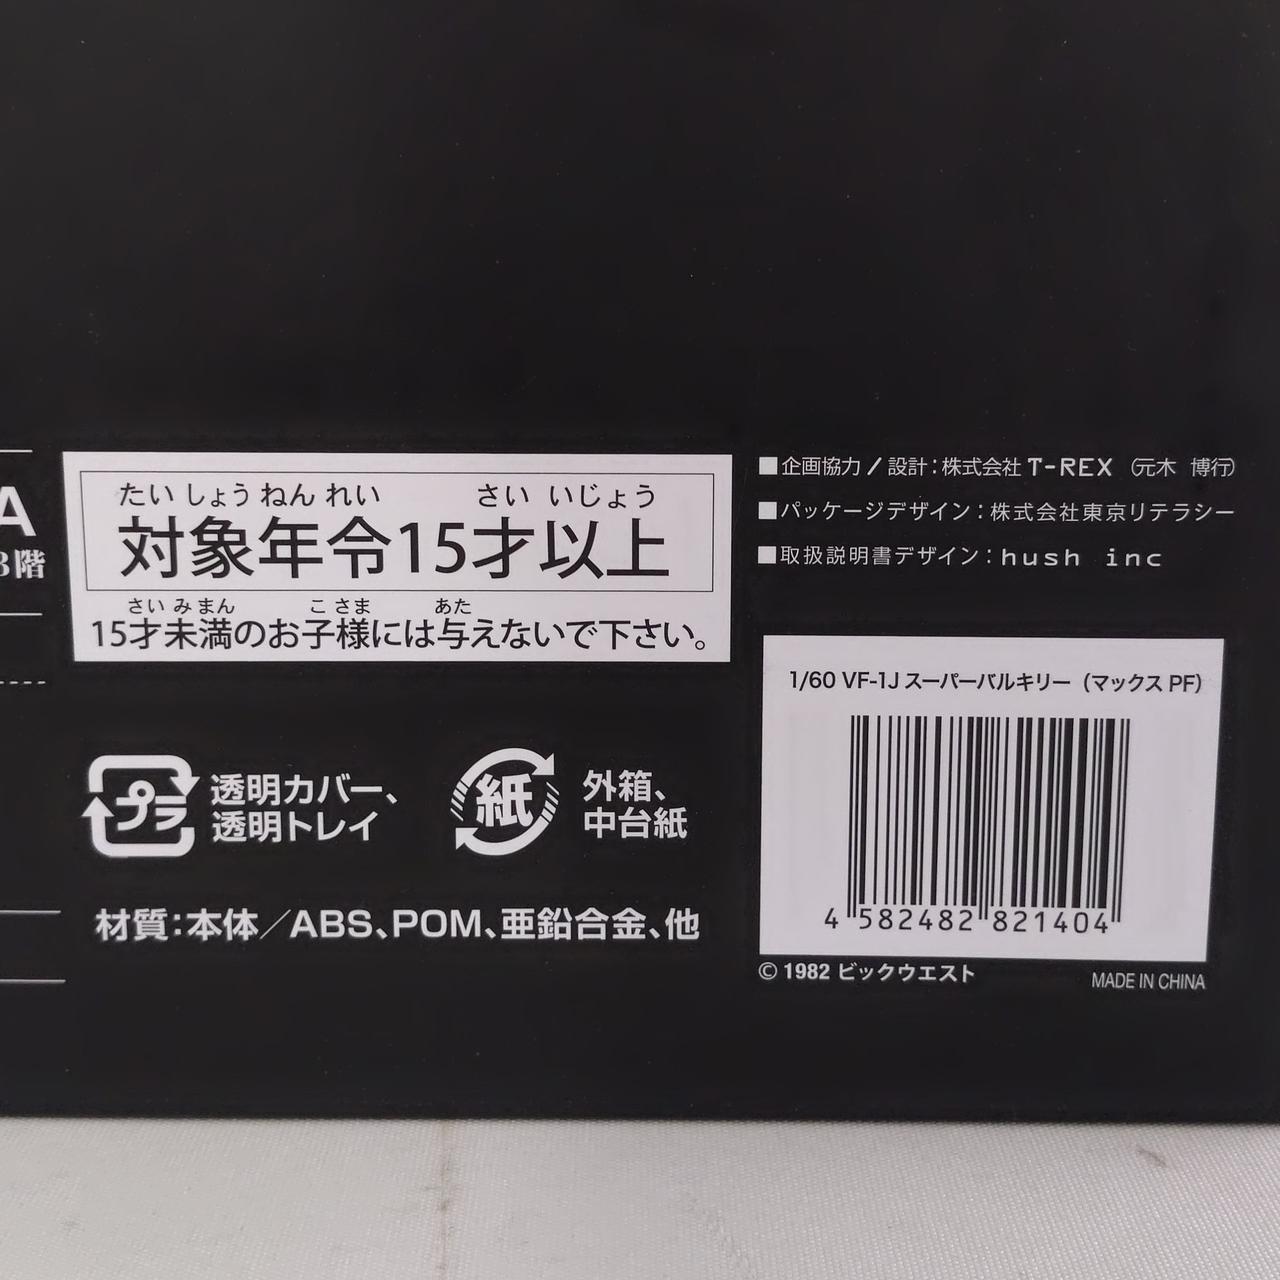 A
3階
たいしょうねんれい さいいじょう
対象年令15才以上
さいみまん こさま あた
15才未満のお子様には与えないで下さい。
プラ 透明カバー、
透明トレイ
紙 外箱、
中台紙
材質:本体／ABS、POM、亜鉛合金、他
■企画協力/設計:株式会社 T-REX (元木 博行)
■パッケージデザイン:株式会社東京リテラシー
■取扱説明書デザイン:hush inc
1/60 VF-1J スーパーバルキリー (マックス PF)
4 582482 821404
© 1982 ビックウエスト
MADE IN CHINA